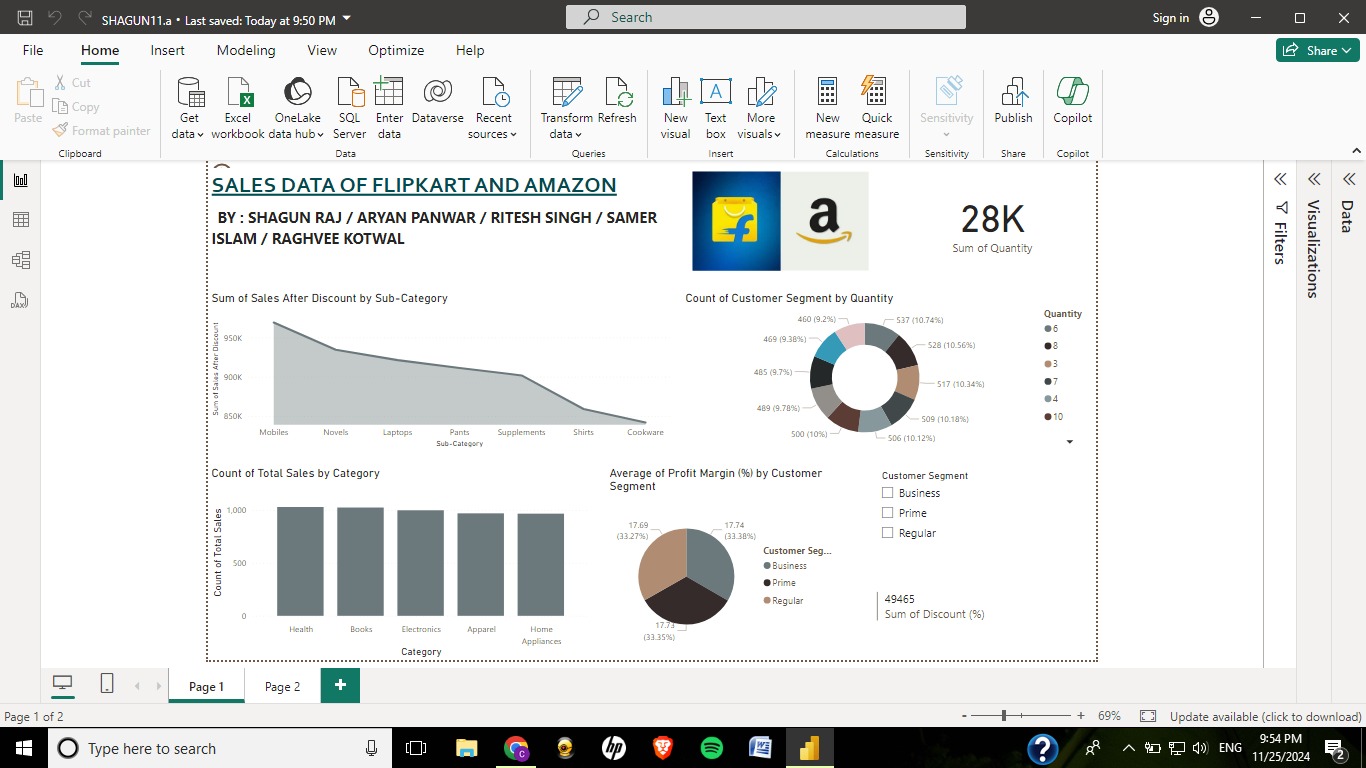 SHAGUN11.a • Last saved: Today at 9:50 PM
Search
Sign in
File Home Insert Modeling View Optimize Help
Share
Paste
Cut
Copy
Format painter
Clipboard
Get data
Excel workbook
OneLake data hub
SQL Server
Enter data
Dataverse
Recent sources
Data
Transform data
Refresh
Queries
New visual
Text box
More visuals
Insert
New measure
Quick measure
Calculations
Sensitivity
Sensitivity
Publish
Share
Copilot
Copilot
SALES DATA OF FLIPKART AND AMAZON
BY : SHAGUN RAJ / ARYAN PANWAR / RITESH SINGH / SAMER
ISLAM / RAGHVEE KOTWAL
28K
Sum of Quantity
Filters
Visualizations
Data
Sum of Sales After Discount by Sub-Category
Sum of Sales After Discount
950K
900K
850K
Mobiles Novels Laptops Pants Supplements Shirts Cookware
Sub-Category
Count of Customer Segment by Quantity
460 (9.2%)
537 (10.74%)
469 (9.38%)
528 (10.56%)
485 (9.7%)
517 (10.34%)
489 (9.78%)
509 (10.18%)
500 (10%)
506 (10.12%)
Quantity
6
8
3
7
4
10
Count of Total Sales by Category
Count of Total Sales
1,000
500
0
Health Books Electronics Apparel Home
Appliances
Category
Average of Profit Margin (%) by Customer
Segment
17.69
(33.27%)
17.74
(33.38%)
17.73
(33.35%)
Customer Seg...
Business
Prime
Regular
Customer Segment
Business
Prime
Regular
49465
Sum of Discount (%)
Page 1
Page 2
+
Page 1 of 2
- + 69%
Update available (click to download)
Type here to search
ENG
9:54 PM
11/25/2024
2